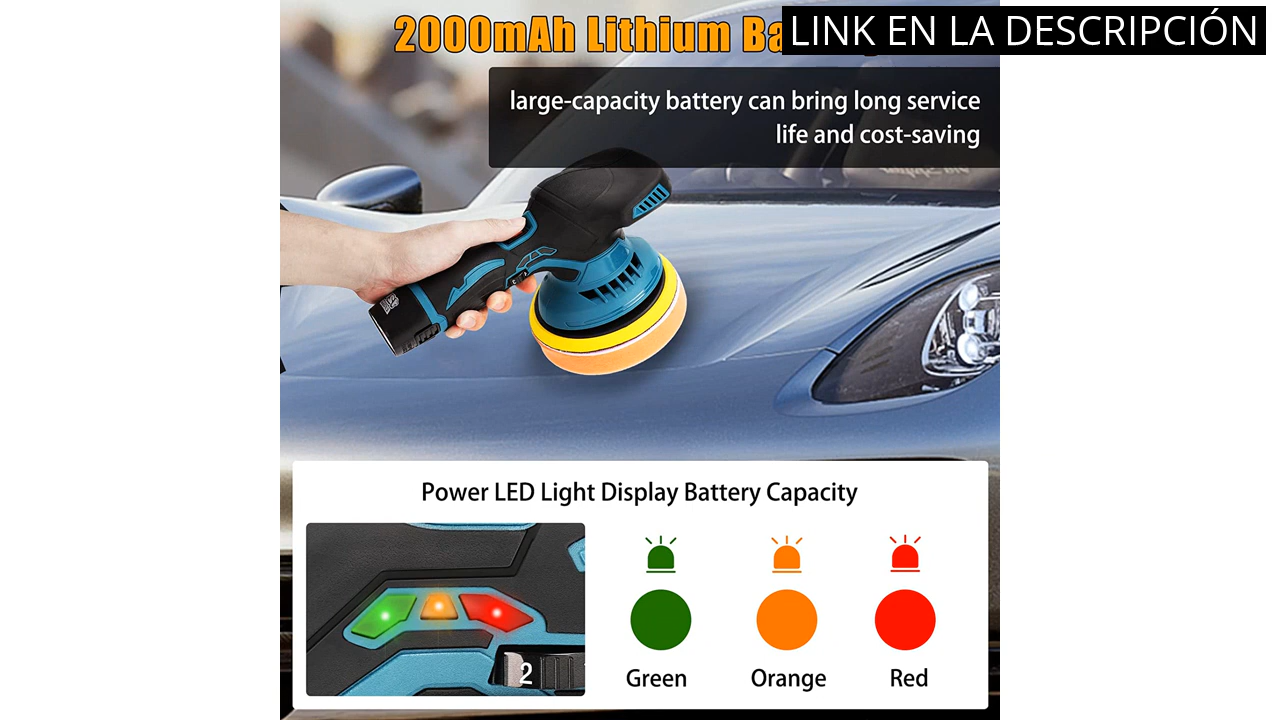 2000mAh Lithium
LINK EN LA DESCRIPCIÓN
large-capacity battery can bring long service
life and cost-saving
Power LED Light Display Battery Capacity
2
Green
Orange
Red